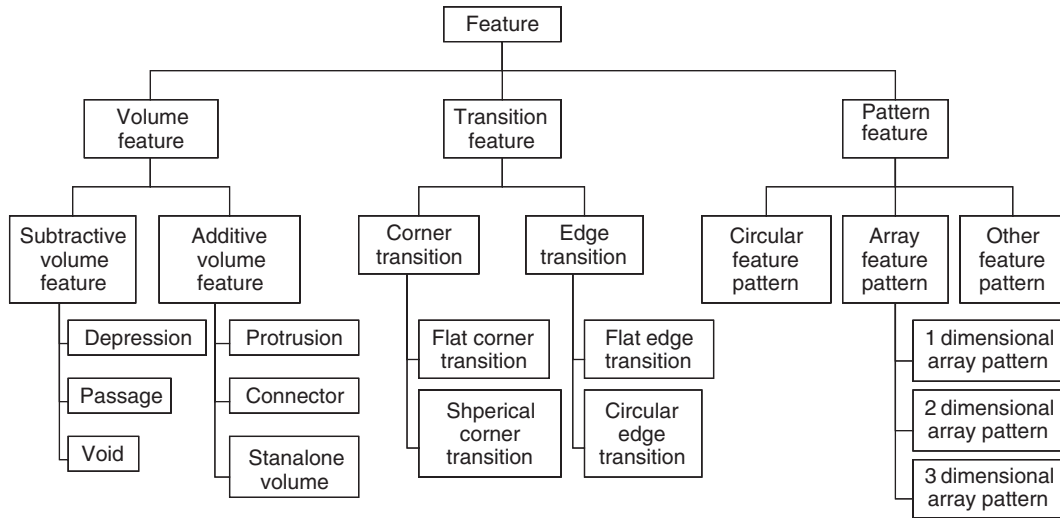 Feature
Volume
feature
Transition
feature
Pattern
feature
Subtractive
volume
feature
Additive
volume
feature
Corner
transition
Edge
transition
Circular
feature
pattern
Array
feature
pattern
Other
feature
pattern
Depression
Passage
Void
Protrusion
Connector
Stanalone
volume
Flat corner
transition
Shperical
corner
transition
Flat edge
transition
Circular
edge
transition
1 dimensional
array pattern
2 dimensional
array pattern
3 dimensional
array pattern